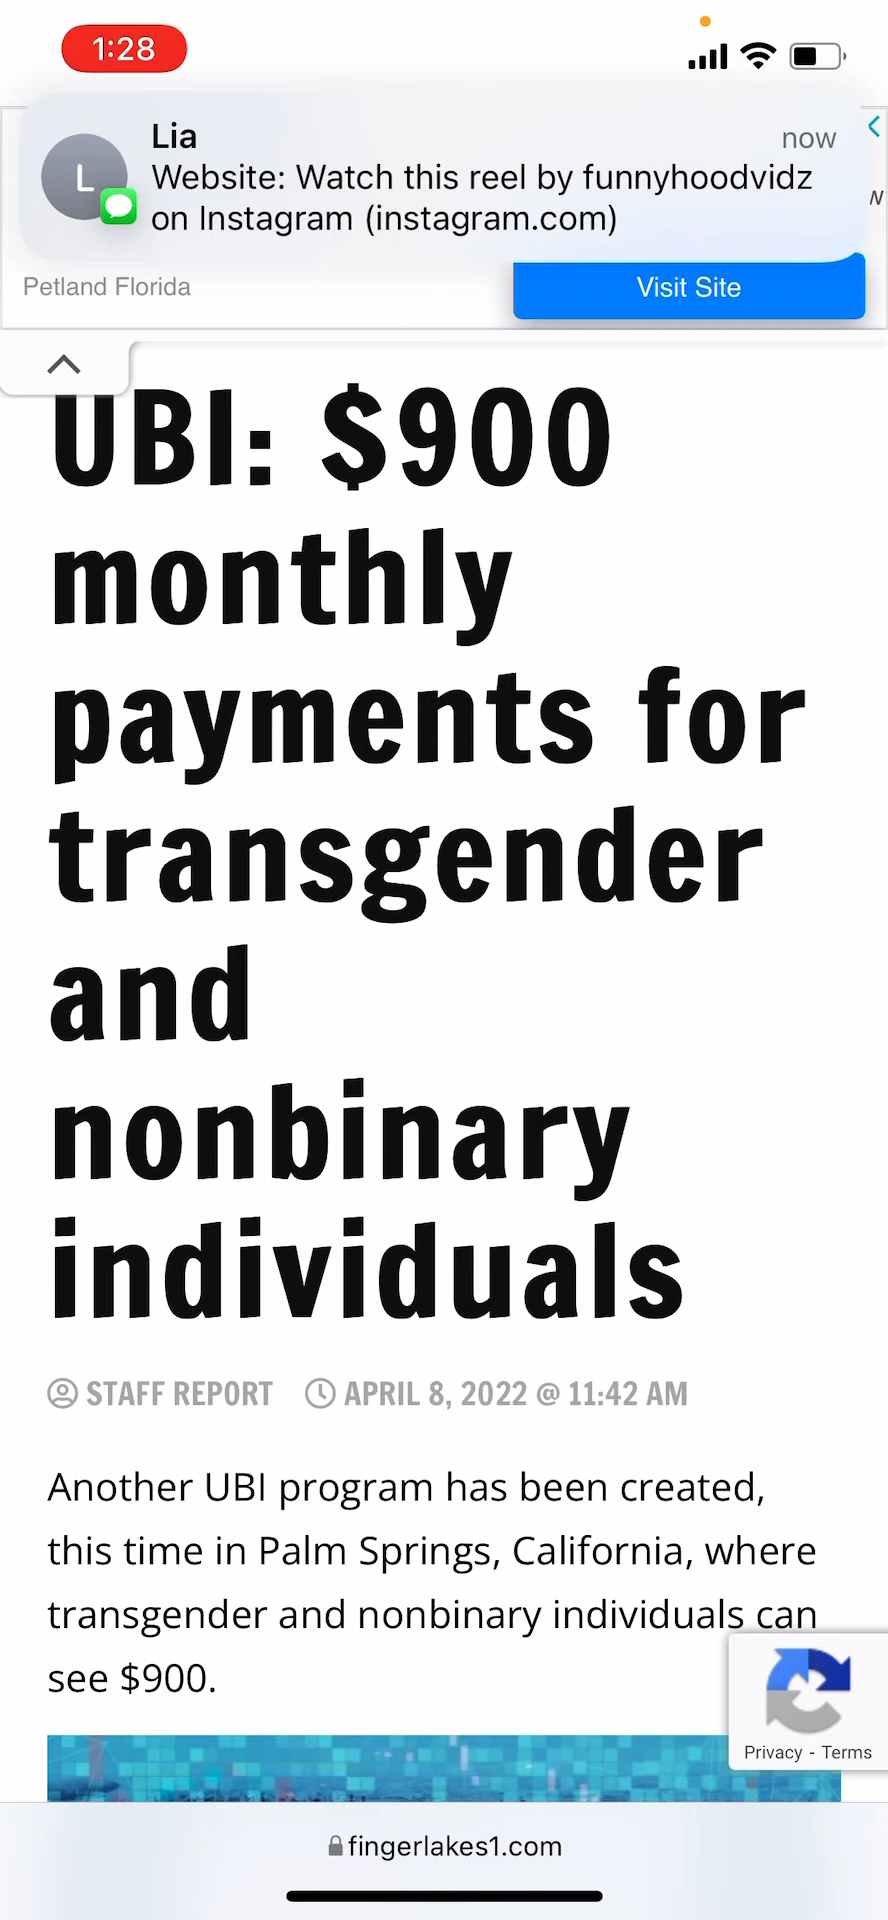 1:28
Lia
now
Website: Watch this reel by funnyhoodvidz
on Instagram (instagram.com)
L
W
Petland Florida
Visit Site
UBI: $900
monthly
payments for
transgender
and
nonbinary
individuals
STAFF REPORT APRIL 8, 2022 @ 11:42 AM
Another UBI program has been created,
this time in Palm Springs, California, where
transgender and nonbinary individuals can
see $900.
Privacy - Terms
fingerlakes1.com